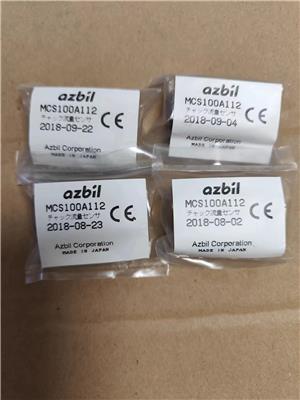 azbil
MCS100A112
チャック流量センサ
2018-09-22
CE
Azbil Corporation
MADE IN JAPAN
azbil
MCS100A112
チャック流量センサ
2018-09-04
CE
Azbil Corporation
MADE IN JAPAN
azbil
MCS100A112
チャック流量センサ
2018-08-23
CE
Azbil Corporation
MADE IN JAPAN
azbil
MCS100A112
チャック流量センサ
2018-08-02
CE
Azbil Corporation
MADE IN JAPAN